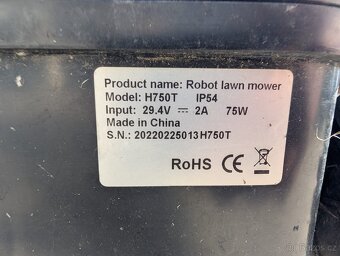 Product name: Robot lawn mower
Model: H750T IP54
Input: 29.4V ⎓ 2A 75W
Made in China
S.N.: 20220225013H750T
RoHS CE